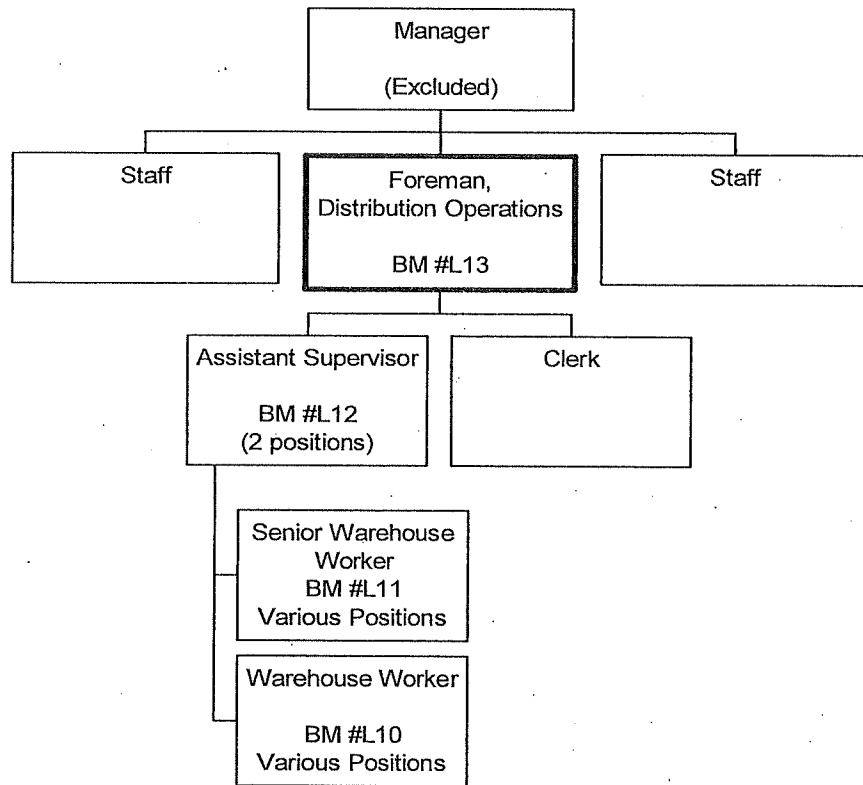 Manager
(Excluded)
Staff
Foreman,
Distribution Operations
BM #L13
Staff
Assistant Supervisor
BM #L12
(2 positions)
Clerk
Senior Warehouse
Worker
BM #L11
Various Positions
Warehouse Worker
BM #L10
Various Positions